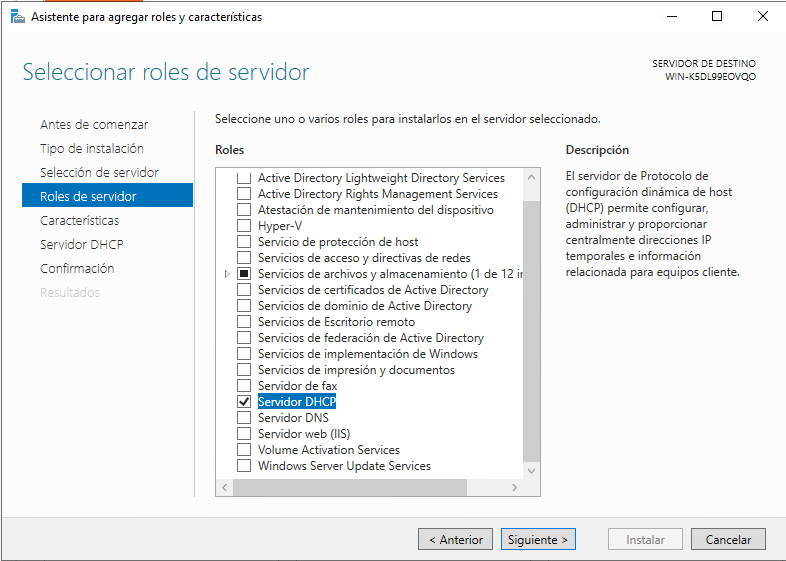 Asistente para agregar roles y características
Seleccionar roles de servidor
SERVIDOR DE DESTINO
WIN-K5DL99EOVQO
Antes de comenzar
Tipo de instalación
Selección de servidor
Roles de servidor
Características
Servidor DHCP
Confirmación
Resultados
Seleccione uno o varios roles para instalarlos en el servidor seleccionado.
Roles
Active Directory Lightweight Directory Services
Active Directory Rights Management Services
Atestación de mantenimiento del dispositivo
Hyper-V
Servicio de protección de host
Servicios de acceso y directivas de redes
Servicios de archivos y almacenamiento (1 de 12 in
Servicios de certificados de Active Directory
Servicios de dominio de Active Directory
Servicios de Escritorio remoto
Servicios de federación de Active Directory
Servicios de implementación de Windows
Servicios de impresión y documentos
Servidor de fax
Servidor DHCP
Servidor DNS
Servidor web (IIS)
Volume Activation Services
Windows Server Update Services
Descripción
El servidor de Protocolo de
configuración dinámica de host
(DHCP) permite configurar,
administrar y proporcionar
centralmente direcciones IP
temporales e información
relacionada para equipos cliente.
< Anterior
Siguiente >
Instalar
Cancelar